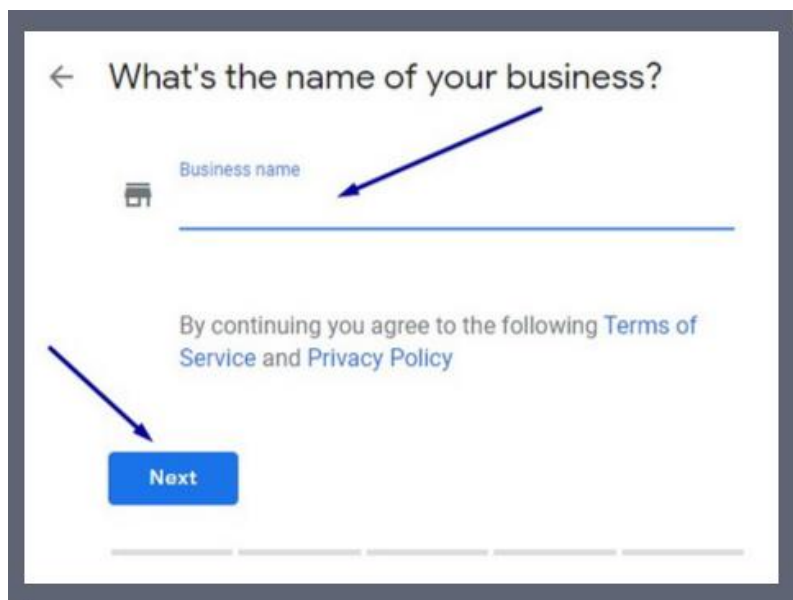 What's the name of your business?
Business name
By continuing you agree to the following Terms of
Service and Privacy Policy
Next